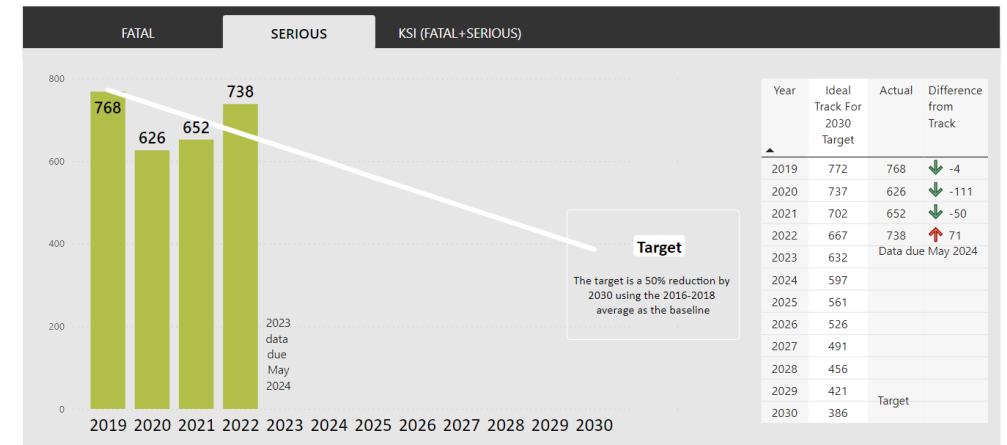 FATAL
SERIOUS
KSI (FATAL+SERIOUS)
800
600
400
200
0
768
626
652
738
2023
data
due
May
2024
Target
The target is a 50% reduction by
2030 using the 2016-2018
average as the baseline
2019 2020 2021 2022 2023 2024 2025 2026 2027 2028 2029 2030
Year Ideal Actual Difference
Track For from
2030 Track
Target
2019 772 768 -4
2020 737 626 -111
2021 702 652 -50
2022 667 738 71
2023 632 Data due May 2024
2024 597
2025 561
2026 526
2027 491
2028 456
2029 421
2030 386 Target